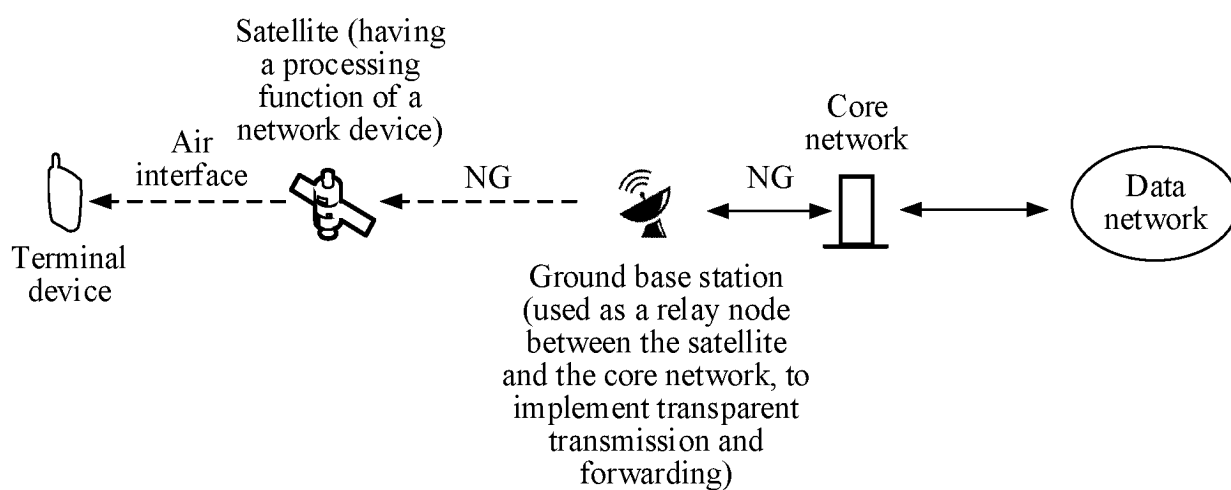 Satellite (having
a processing
function of a
network device)
Air
interface
NG
Core
network
NG
Data
network
Terminal
device
Ground base station
(used as a relay node
between the satellite
and the core network, to
implement transparent
transmission and
forwarding)